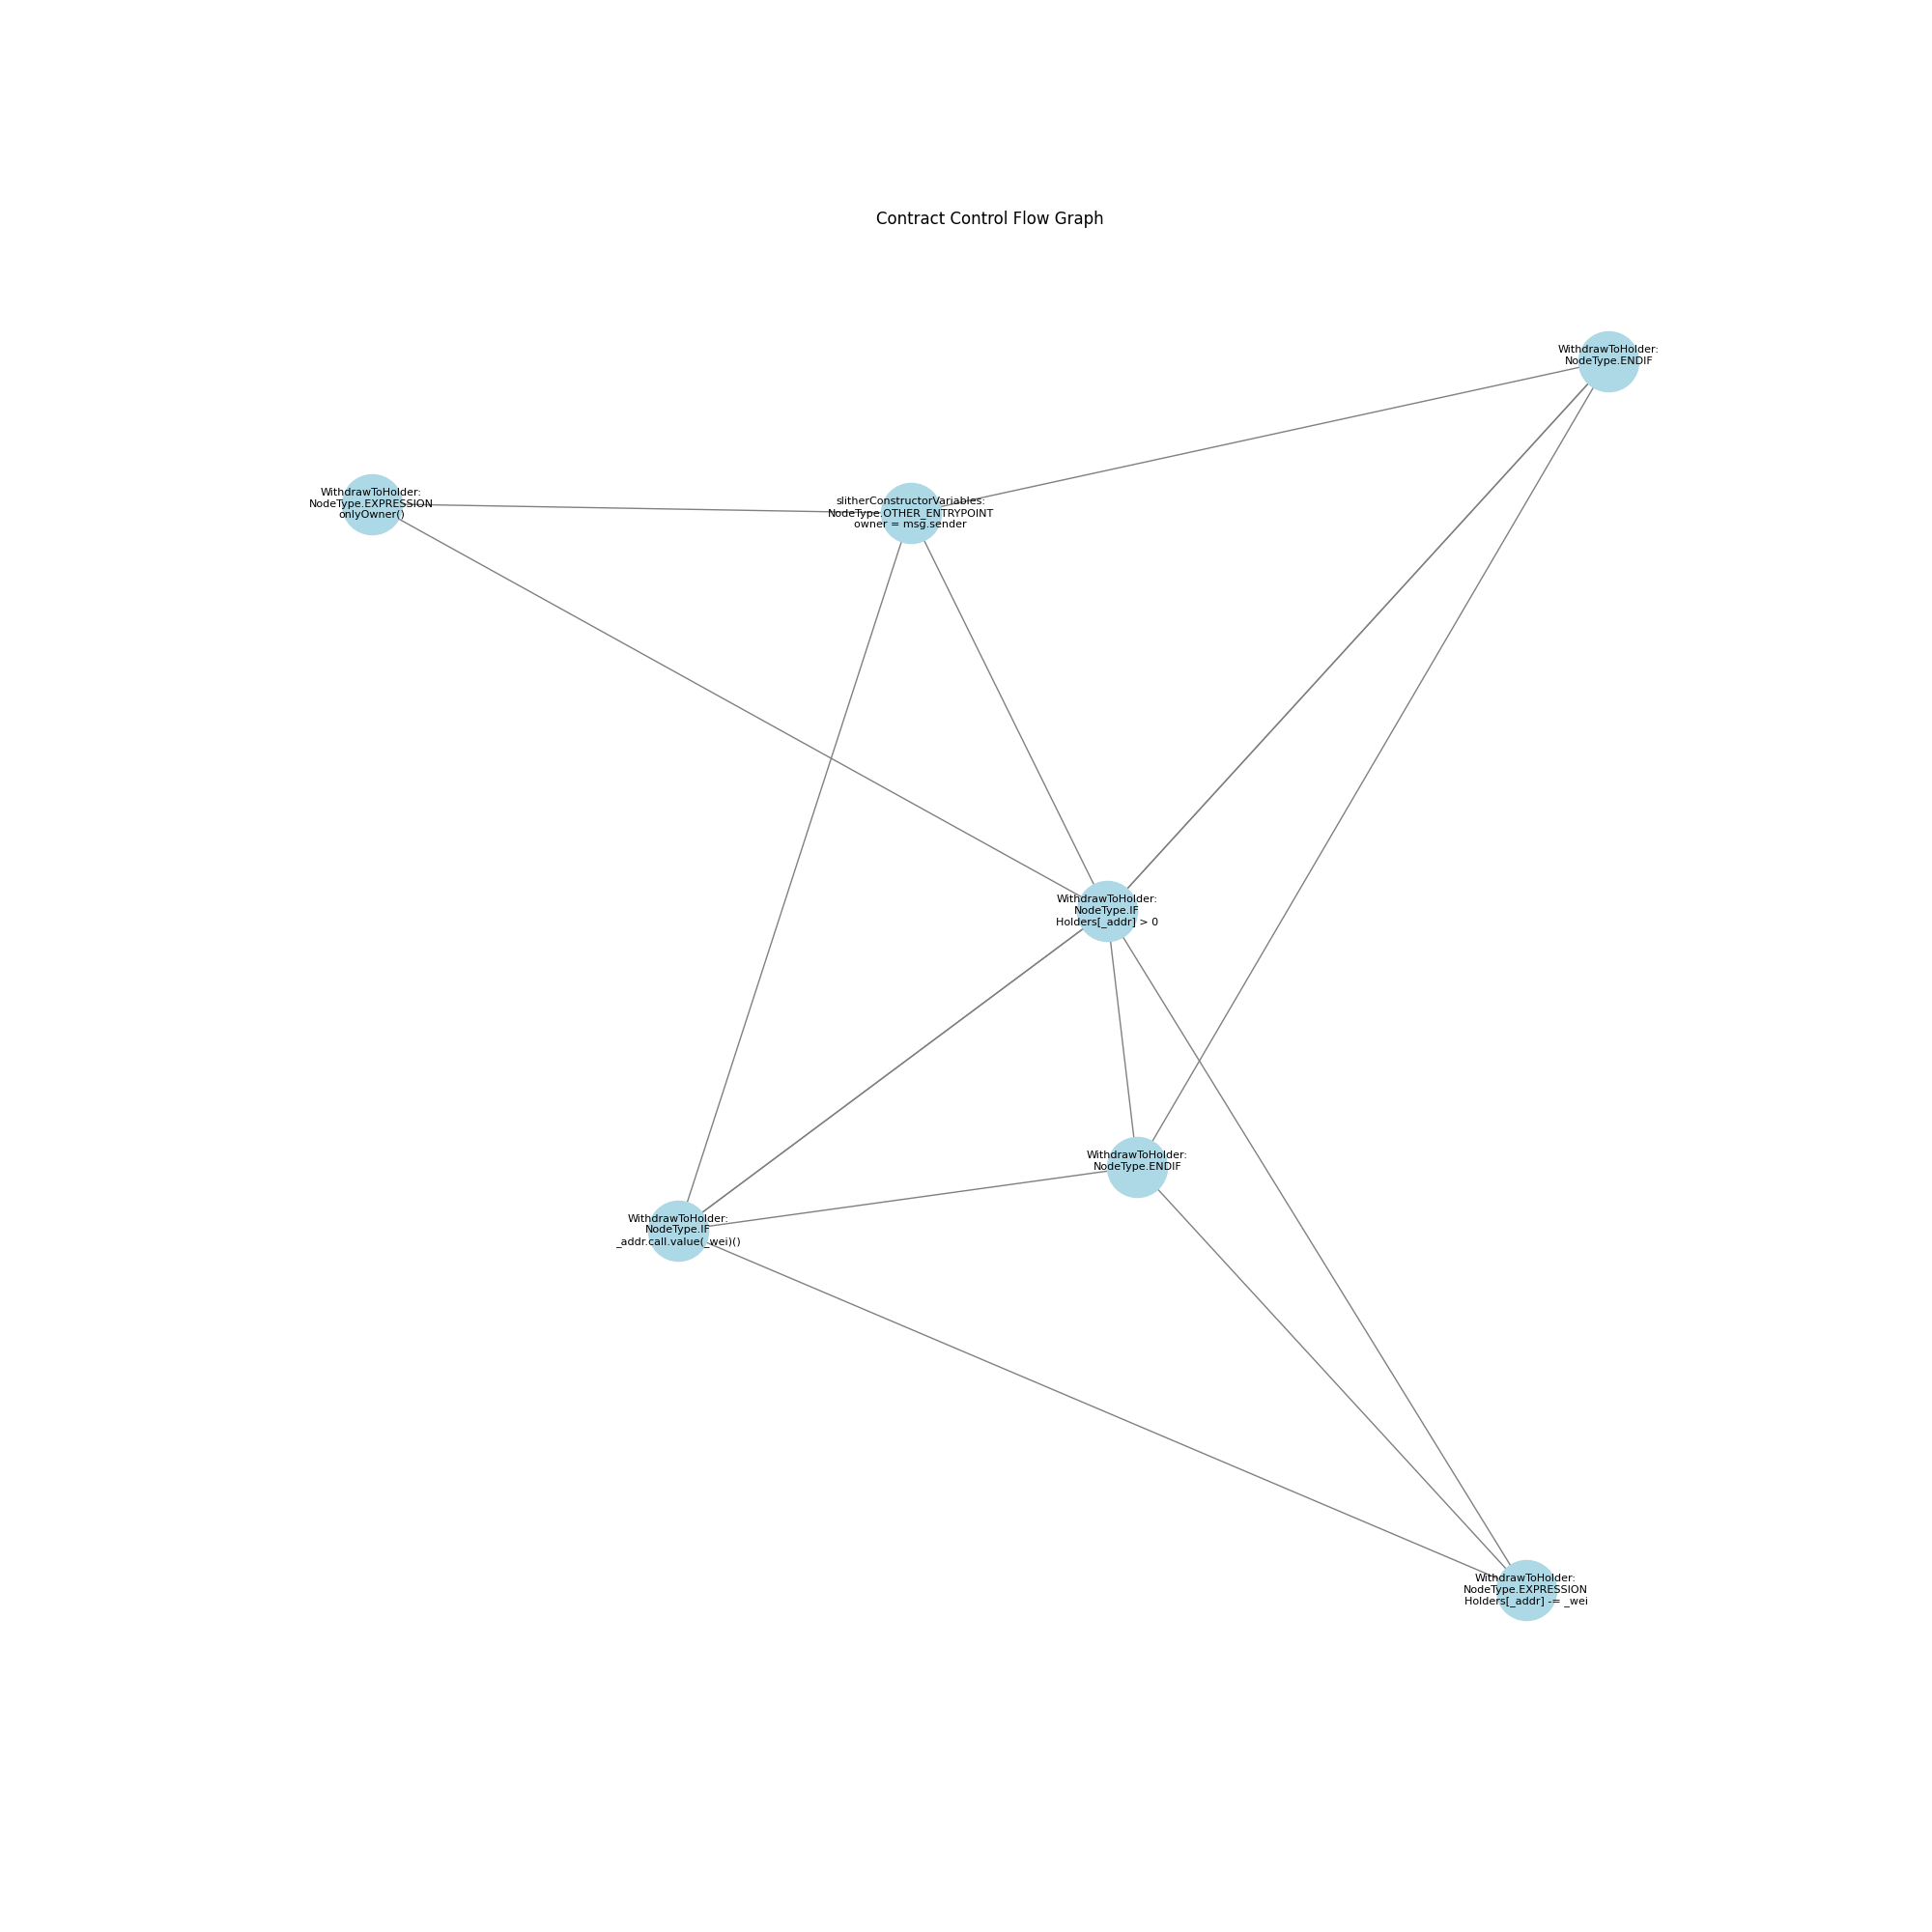 Contract Control Flow Graph
WithdrawToHolder:
NodeType.ENDIF
WithdrawToHolder:
NodeType.EXPRESSION
onlyOwner()
slitherConstructorVariables:
NodeType.OTHER_ENTRYPOINT
owner = msg.sender
WithdrawToHolder:
NodeType.IF
Holders[_addr] > 0
WithdrawToHolder:
NodeType.ENDIF
WithdrawToHolder:
NodeType.IF
_addr.call.value(_wei)()
WithdrawToHolder:
NodeType.EXPRESSION
Holders[_addr] -= _wei